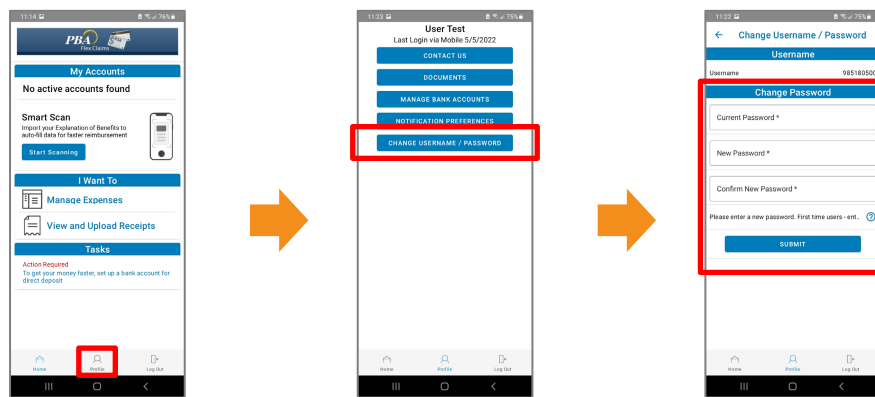 11:14 76%
PBA
Flex Claims
My Accounts
No active accounts found
Smart Scan
Import your Explanation of Benefits to
auto-fill data for faster reimbursement
Start Scanning
I Want To
Manage Expenses
View and Upload Receipts
Tasks
Action Required
To get your money faster, set up a bank account for
direct deposit
Home Profile Log Out
11:23 75%
User Test
Last Login via Mobile 5/5/2022
CONTACT US
DOCUMENTS
MANAGE BANK ACCOUNTS
NOTIFICATION PREFERENCES
CHANGE USERNAME / PASSWORD
Home Profile Log Out
11:22 75%
Change Username / Password
Username
Username 985180500
Change Password
Current Password *
New Password *
Confirm New Password *
Please enter a new password. First time users - ent..
SUBMIT
Home Profile Log Out